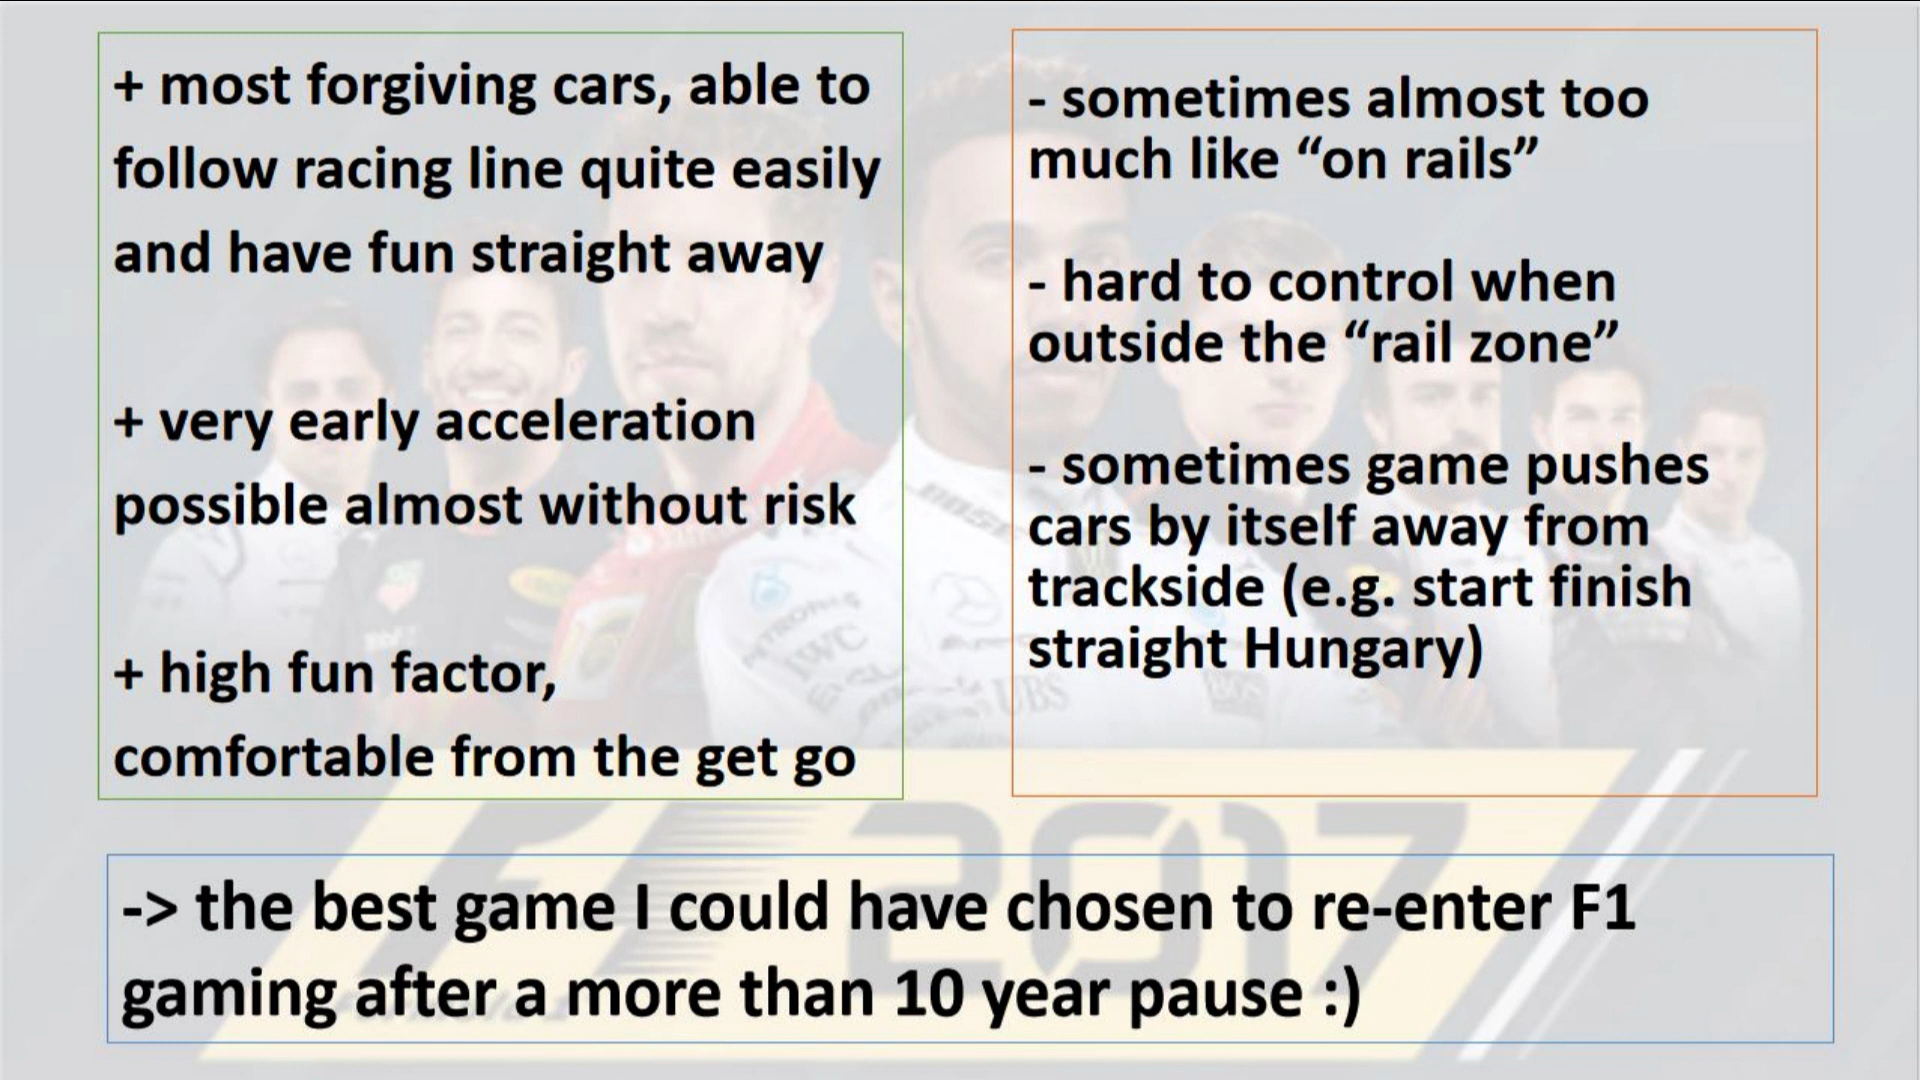 + most forgiving cars, able to
follow racing line quite easily
and have fun straight away
+ very early acceleration
possible almost without risk
+ high fun factor,
comfortable from the get go
- sometimes almost too
much like “on rails”
- hard to control when
outside the “rail zone”
- sometimes game pushes
cars by itself away from
trackside (e.g. start finish
straight Hungary)
-> the best game I could have chosen to re-enter F1
gaming after a more than 10 year pause :)
IWC
UBS
2017